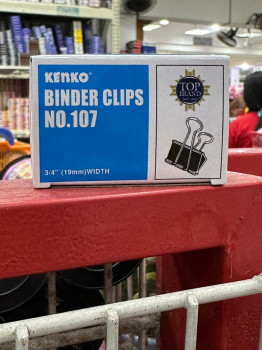 KENKO®
BINDER CLIPS
NO.107
3/4" (19mm)WIDTH
TOP
BRAND